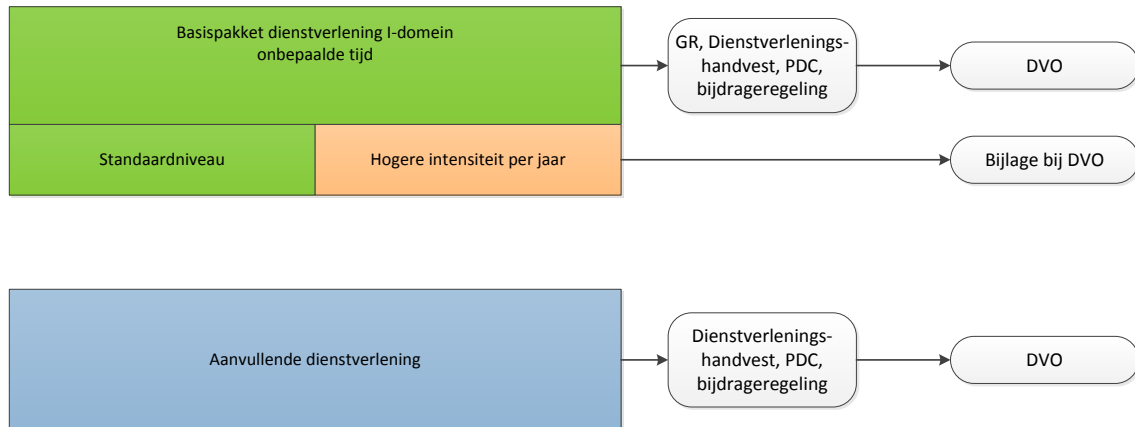 Basispakket dienstverlening I-domein
onbepaalde tijd
GR, Dienstverlenings-
handvest, PDC,
bijdrageregeling
DVO
Standaardniveau
Hogere intensiteit per jaar
Bijlage bij DVO
Aanvullende dienstverlening
Dienstverlenings-
handvest, PDC,
bijdrageregeling
DVO